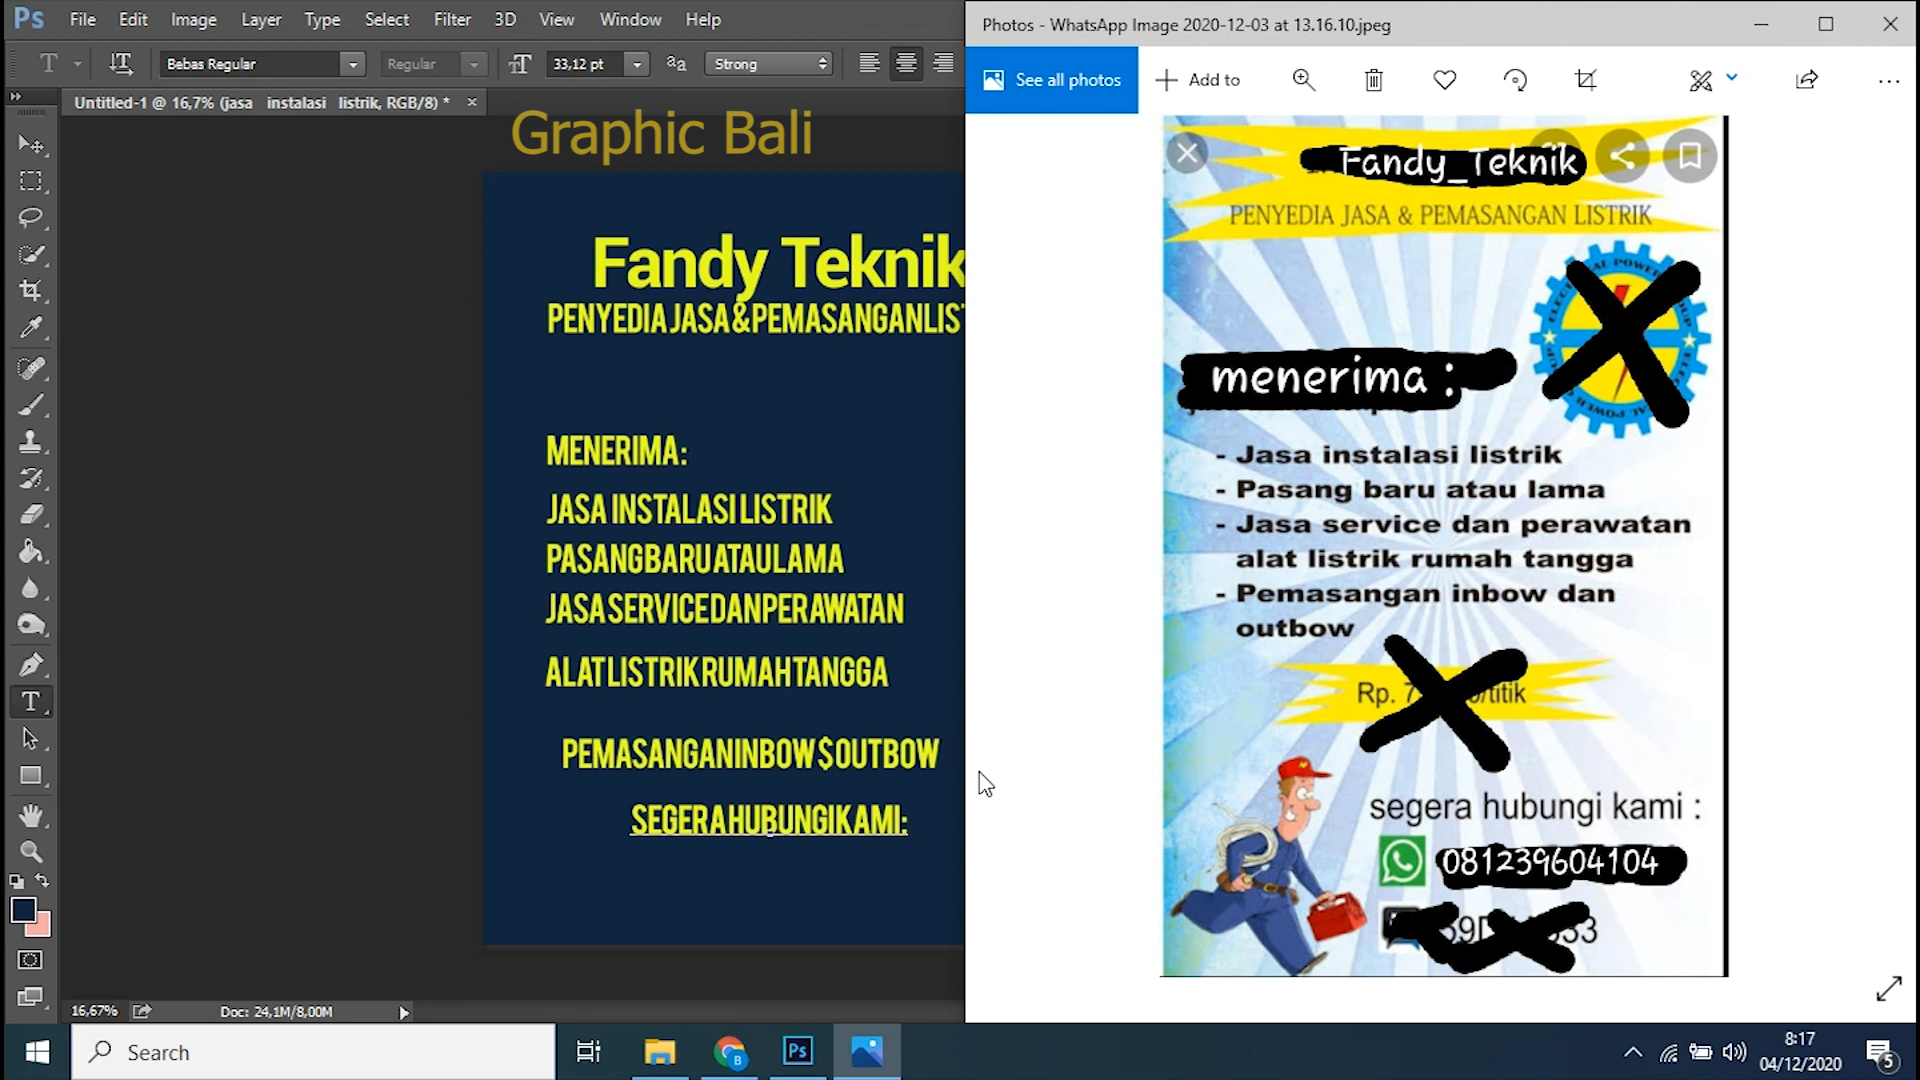 Ps File Edit Image Layer Type Select Filter 3D View Window Help
T Bebas Regular Regular 33,12 pt aa Strong
Untitled-1 @ 16,7% (jasa instalasi listrik, RGB/8) * ×
Graphic Bali
Fandy Teknik
PENYEDIA JASA & PEMASANGAN LIST
MENERIMA :
JASA INSTALASI LISTRIK
PASANG BARU ATAU LAMA
JASA SERVICE DAN PERAWATAN
ALAT LISTRIK RUMAH TANGGA
PEMASANGAN INBOW $ OUTBOW
SEGERA HUBUNGI KAMI:
16,67% Doc: 24,1M/8,00M
Photos - WhatsApp Image 2020-12-03 at 13.16.10.jpeg
See all photos
Add to
Fandy_Teknik
PENYEDIA JASA & PEMASANGAN LISTRIK
menerima :
- Jasa instalasi listrik
- Pasang baru atau lama
- Jasa service dan perawatan
alat listrik rumah tangga
- Pemasangan inbow dan
outbow
Rp. 7 /titik
segera hubungi kami :
081239604104
Search
Ps
8:17
04/12/2020
5